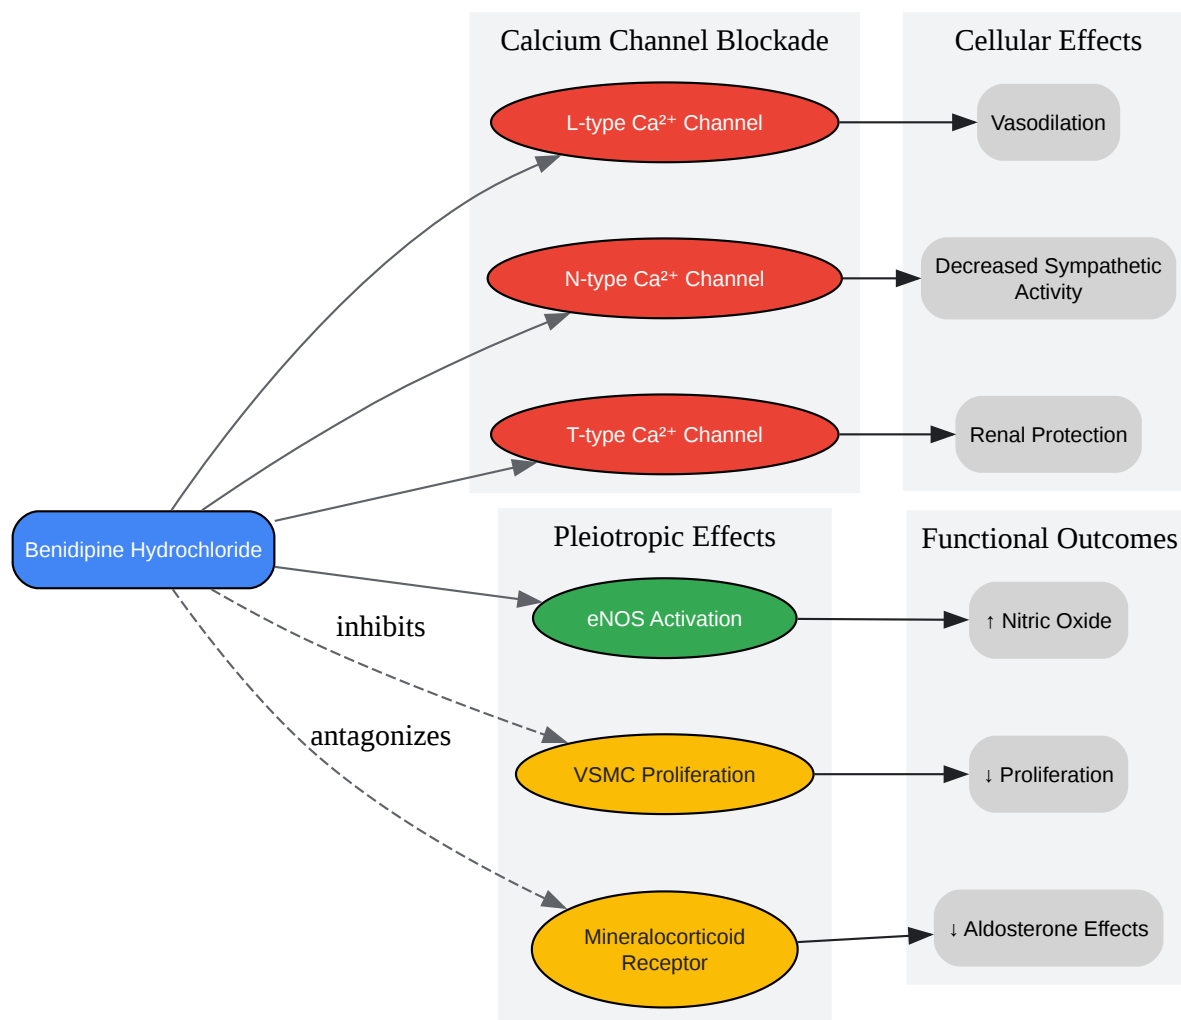 Calcium Channel Blockade
Cellular Effects
L-type Ca²⁺ Channel
Vasodilation
N-type Ca²⁺ Channel
Decreased Sympathetic
Activity
T-type Ca²⁺ Channel
Renal Protection
Benidipine Hydrochloride
Pleiotropic Effects
Functional Outcomes
eNOS Activation
↑ Nitric Oxide
inhibits
antagonizes
VSMC Proliferation
↓ Proliferation
Mineralocorticoid
Receptor
↓ Aldosterone Effects